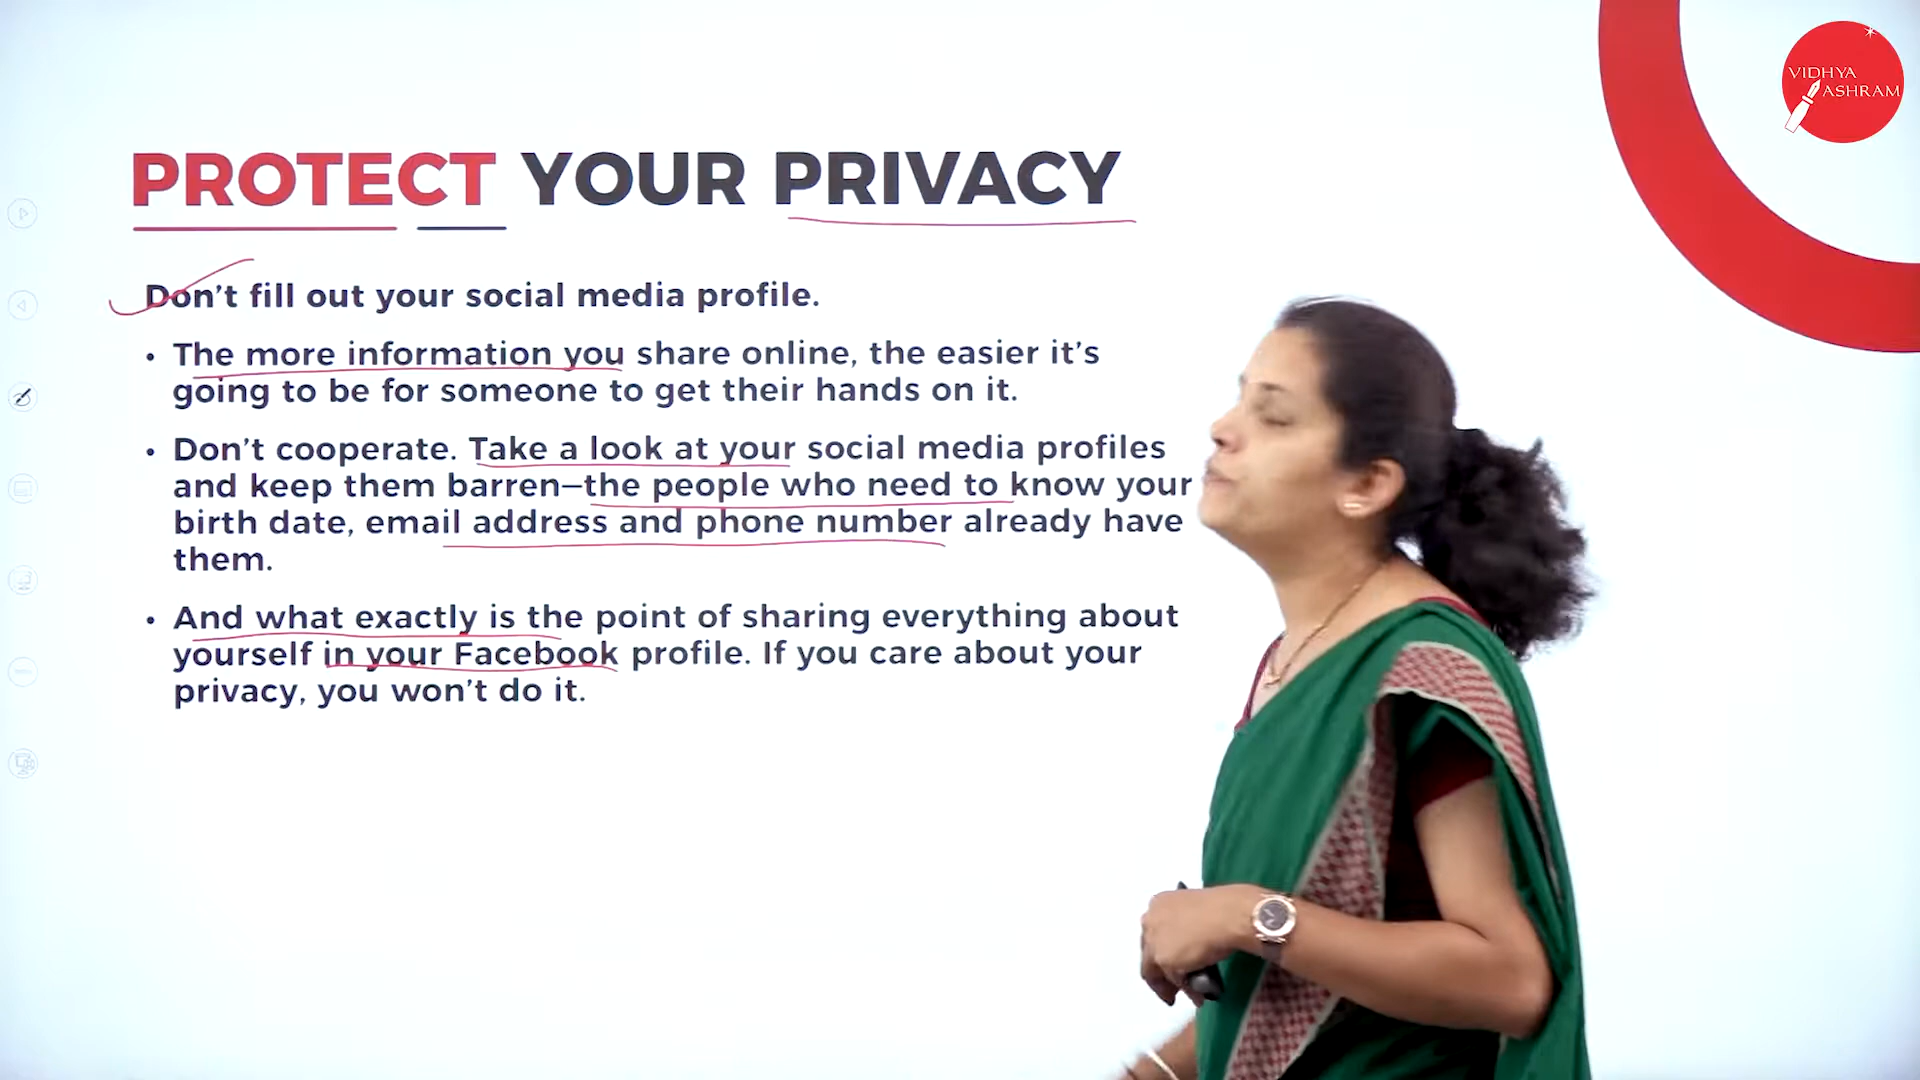 VIDHYA
ASHRAM
PROTECT YOUR PRIVACY
Don't fill out your social media profile.
• The more information you share online, the easier it's
going to be for someone to get their hands on it.
• Don't cooperate. Take a look at your social media profiles
and keep them barren—the people who need to know your
birth date, email address and phone number already have
them.
• And what exactly is the point of sharing everything about
yourself in your Facebook profile. If you care about your
privacy, you won't do it.